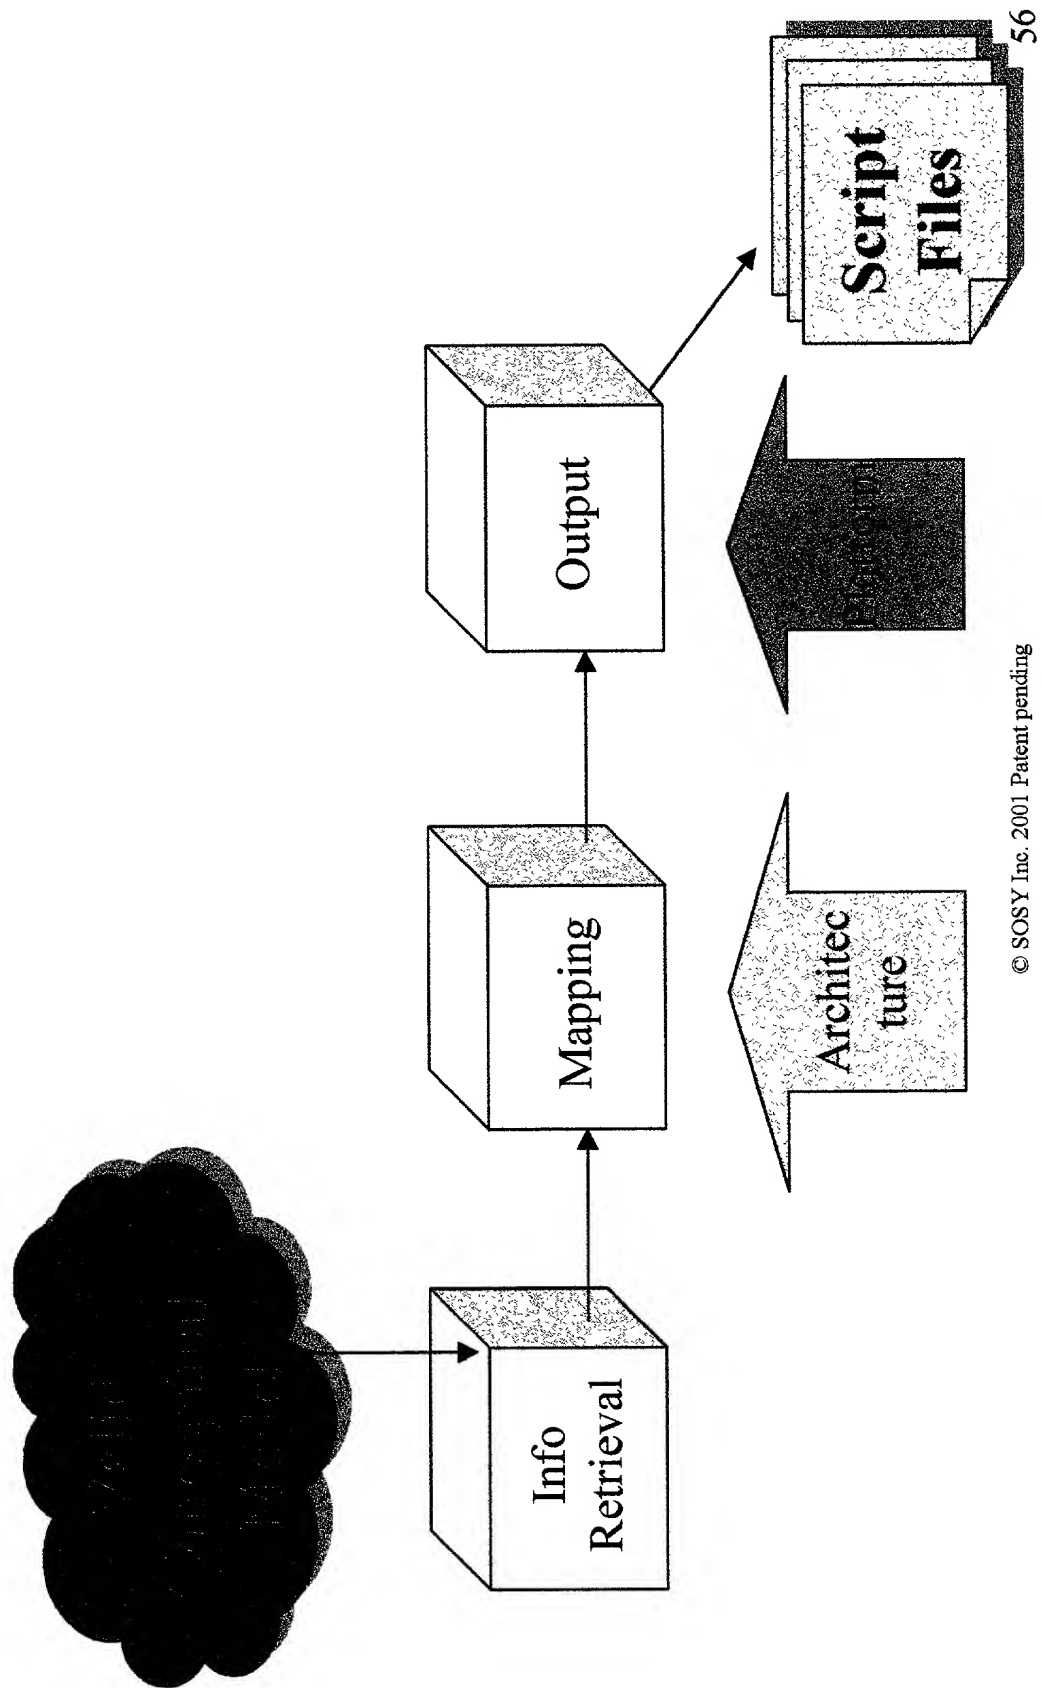 Info
Retrieval
Mapping
Output
Architec
ture
Script
Files
© SOSY Inc. 2001 Patent pending
56